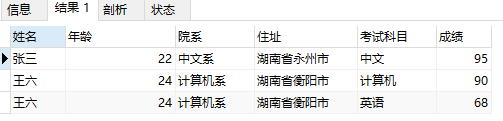 信息 结果 1 剖析 状态
姓名 年龄 院系 住址 考试科目 成绩
张三 22 中文系 湖南省永州市 中文 95
王六 24 计算机系 湖南省衡阳市 计算机 90
王六 24 计算机系 湖南省衡阳市 英语 68